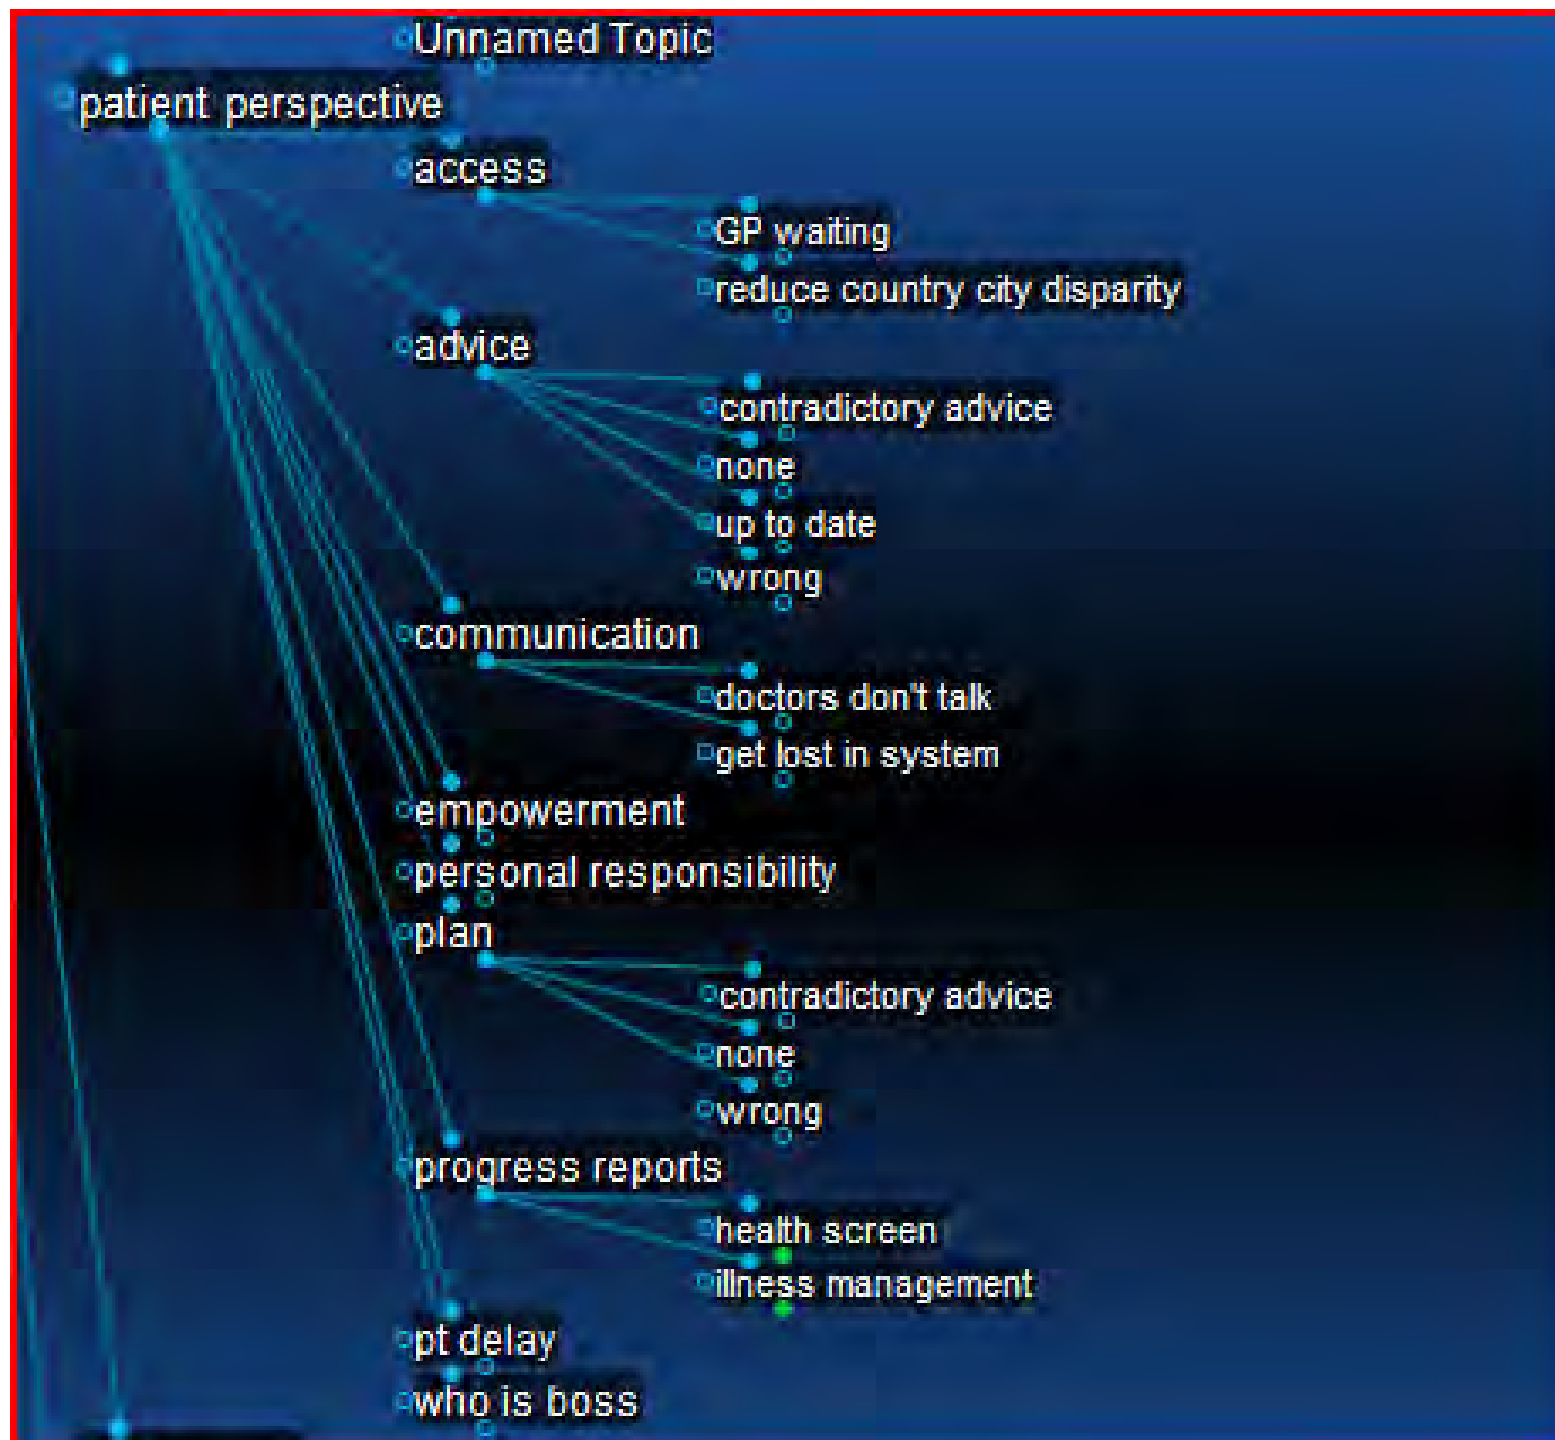 Unnamed Topic
patient perspective
access
GP waiting
reduce country city disparity
advice
contradictory advice
none
up to date
wrong
communication
doctors don't talk
get lost in system
empowerment
personal responsibility
plan
contradictory advice
none
wrong
progress reports
health screen
illness management
pt delay
who is boss